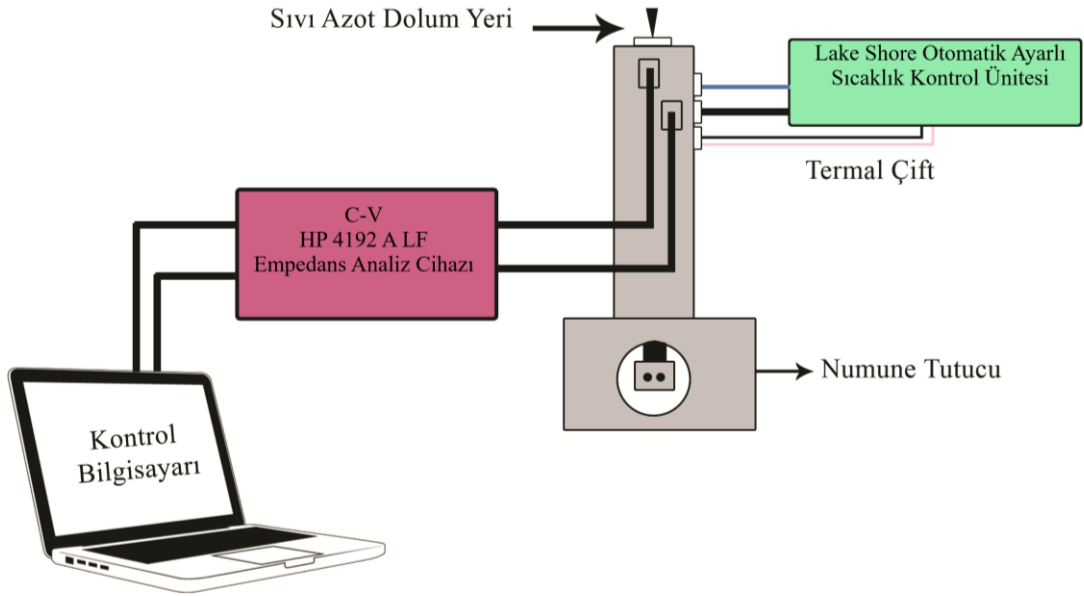 Sıvı Azot Dolum Yeri
Lake Shore Otomatik Ayarlı
Sıcaklık Kontrol Ünitesi
Termal Çift
C-V
HP 4192 A LF
Empedans Analiz Cihazı
Numune Tutucu
Kontrol
Bilgisayarı